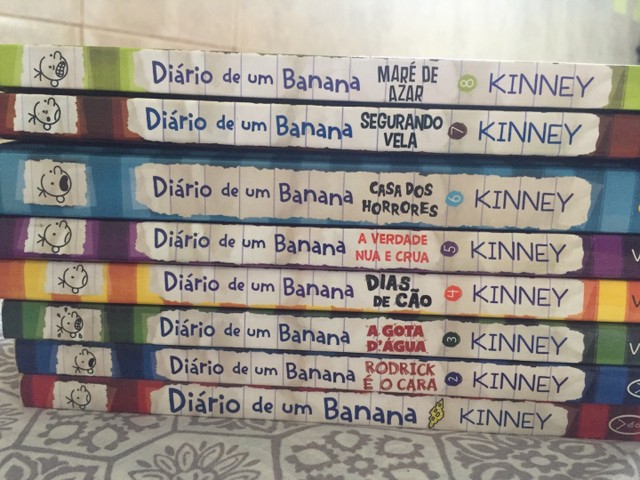 Diário de um Banana MARÉ DE AZAR 8 KINNEY
Diário de um Banana SEGURANDO VELA 7 KINNEY
Diário de um Banana CASA DOS HORRORES 6 KINNEY
Diário de um Banana A VERDADE NUA E CRUA 5 KINNEY V
Diário de um Banana DIAS DE CÃO 4 KINNEY V
Diário de um Banana A GOTA D'ÁGUA 3 KINNEY V
Diário de um Banana RODRICK É O CARA 2 KINNEY
Diário de um Banana KINNEY